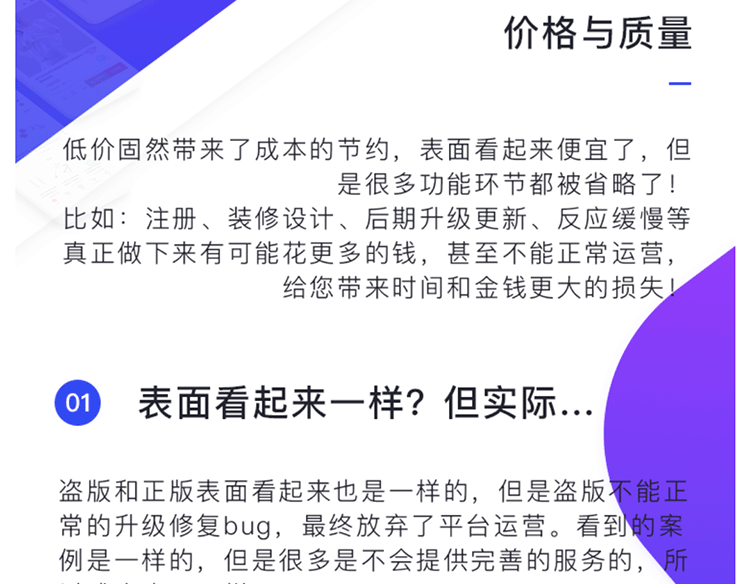 价格与质量
低价固然带来了成本的节约，表面看起来便宜了，但
是很多功能环节都被省略了！
比如：注册、装修设计、后期升级更新、反应缓慢等
真正做下来有可能花更多的钱，甚至不能正常运营，
给您带来时间和金钱更大的损失！
01 表面看起来一样？但实际...
盗版和正版表面看起来也是一样的，但是盗版不能正
常的升级修复bug，最终放弃了平台运营。看到的案
例是一样的，但是很多是不会提供完善的服务的，所